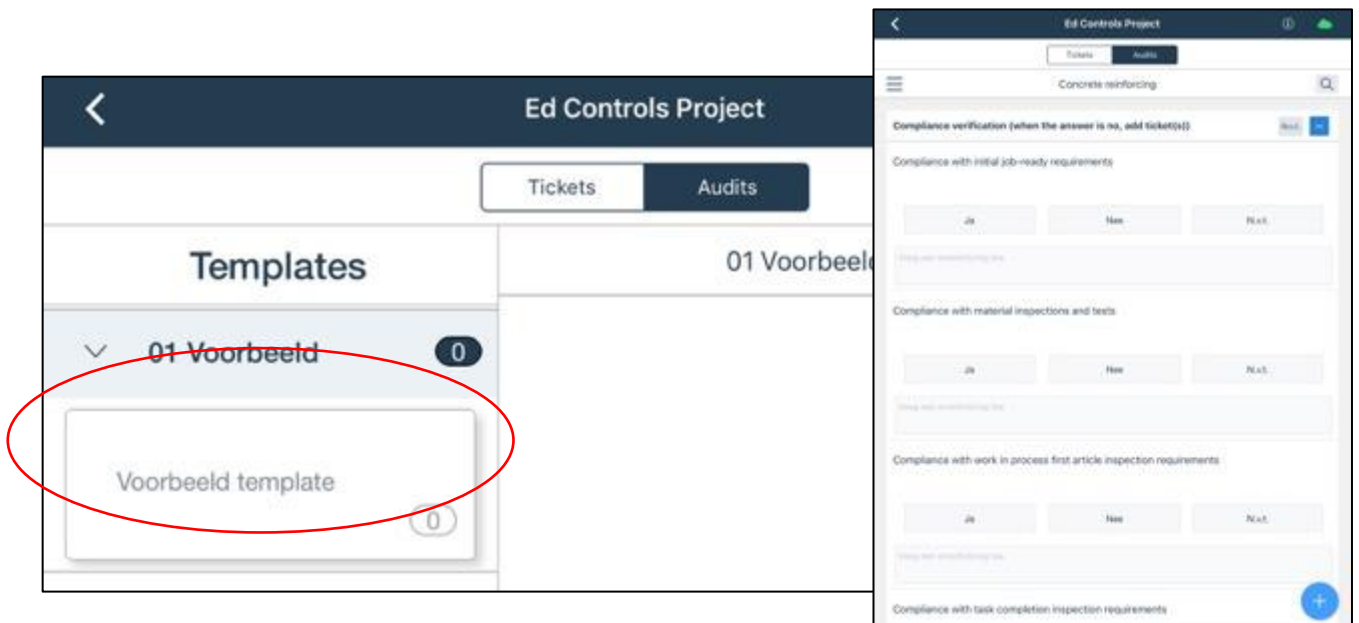 Ed Controls Project
Tickets Audits
Templates
01 Voorbeeld 0
Voorbeeld template
0
01 Voorbeeld
Ed Controls Project
Tickets Audits
Concrete reinforcing
Compliance verification (when the answer is no, add ticket(s))
N.v.t.
Compliance with initial job-ready requirements
Ja Nee N.v.t.
Compliance with material inspections and tests
Ja Nee N.v.t.
Compliance with work in process first article inspection requirements
Ja Nee N.v.t.
Compliance with task completion inspection requirements